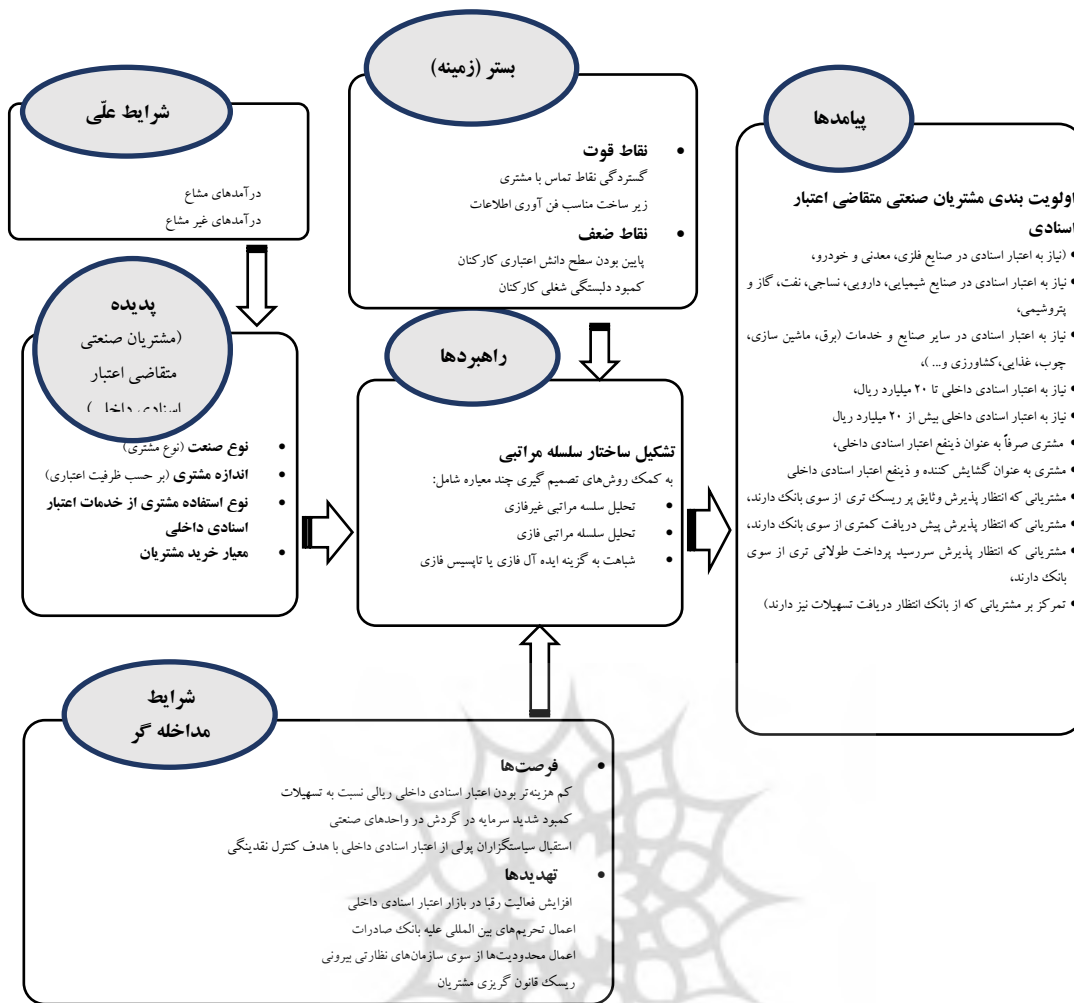 بستر (زمینه)
نقاط قوت
گستردگی نقاط تماس با مشتری
زیر ساخت مناسب فن آوری اطلاعات
نقاط ضعف
پایین بودن سطح دانش اعتباری کارکنان
کمبود دلبستگی شغلی کارکنان
شرایط علّی
درآمدهای مشاع
درآمدهای غیر مشاع
پدیده
(مشتریان صنعتی
متقاضی اعتبار
اسنادی داخلی)
نوع صنعت (نوع مشتری)
اندازه مشتری (بر حسب ظرفیت اعتباری)
نوع استفاده مشتری از خدمات اعتبار
اسنادی داخلی
معیار خرید مشتریان
راهبردها
تشکیل ساختار سلسله مراتبی
به کمک روش‌های تصمیم گیری چند معیاره شامل:
تحلیل سلسه مراتبی غیرفازی
تحلیل سلسه مراتبی فازی
شباهت به گزینه ایده آل فازی یا تاپسیس فازی
پیامدها
اولویت بندی مشتریان صنعتی متقاضی اعتبار
اسنادی
(نیاز به اعتبار اسنادی در صنایع فلزی، معدنی و خودرو،
نیاز به اعتبار اسنادی در صنایع شیمیایی، دارویی، نساجی، نفت، گاز و
پتروشیمی،
نیاز به اعتبار اسنادی در سایر صنایع و خدمات (برق، ماشین سازی،
چوب، غذایی،کشاورزی و... )،
نیاز به اعتبار اسنادی داخلی تا ۲۰ میلیارد ریال،
نیاز به اعتبار اسنادی داخلی بیش از ۲۰ میلیارد ریال
مشتری صرفاً به عنوان ذینفع اعتبار اسنادی داخلی،
مشتری به عنوان گشایش کننده و ذینفع اعتبار اسنادی داخلی
مشتریانی که انتظار پذیرش وثایق پر ریسک تری از سوی بانک دارند،
مشتریانی که انتظار پذیرش پیش دریافت کمتری از سوی بانک دارند،
مشتریانی که انتظار پذیرش سررسید پرداخت طولاتی تری از سوی
بانک دارند،
تمرکز بر مشتریانی که از بانک انتظار دریافت تسهیلات نیز دارند)
شرایط
مداخله گر
فرصت‌ها
کم هزینه‌تر بودن اعتبار اسنادی داخلی ریالی نسبت به تسهیلات
کمبود شدید سرمایه در گردش در واحدهای صنعتی
استقبال سیاستگزاران پولی از اعتبار اسنادی داخلی با هدف کنترل نقدینگی
تهدیدها
افزایش فعالیت رقبا در بازار اعتبار اسنادی داخلی
اعمال تحریم‌های بین المللی علیه بانک صادرات
اعمال محدودیت‌ها از سوی سازمان‌های نظارتی بیرونی
ریسک قانون گریزی مشتریان